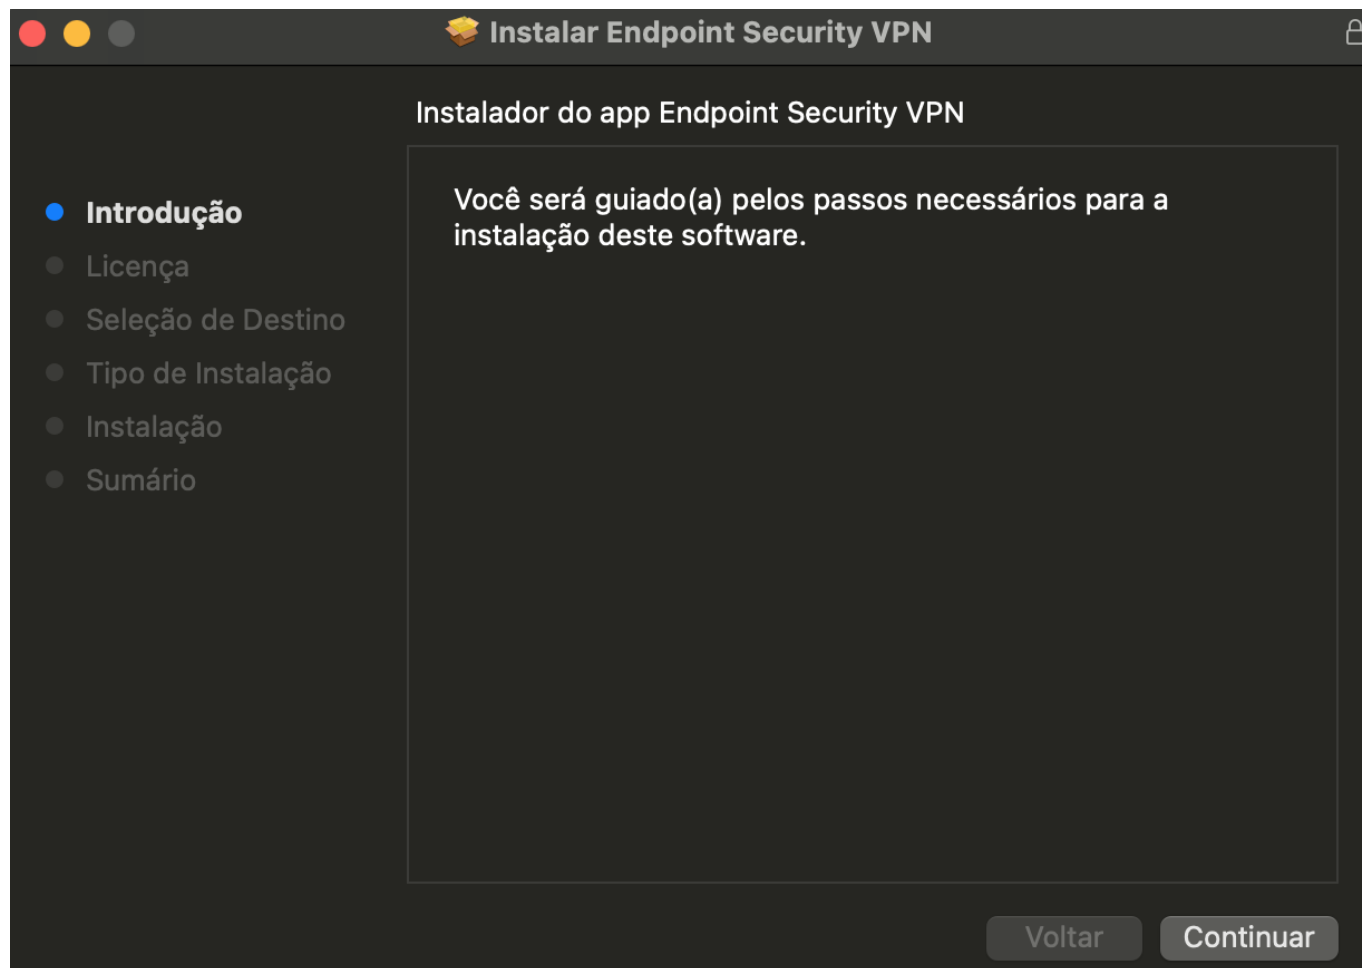 Instalar Endpoint Security VPN
Instalador do app Endpoint Security VPN
Introdução
Licença
Seleção de Destino
Tipo de Instalação
Instalação
Sumário
Você será guiado(a) pelos passos necessários para a
instalação deste software.
Voltar
Continuar